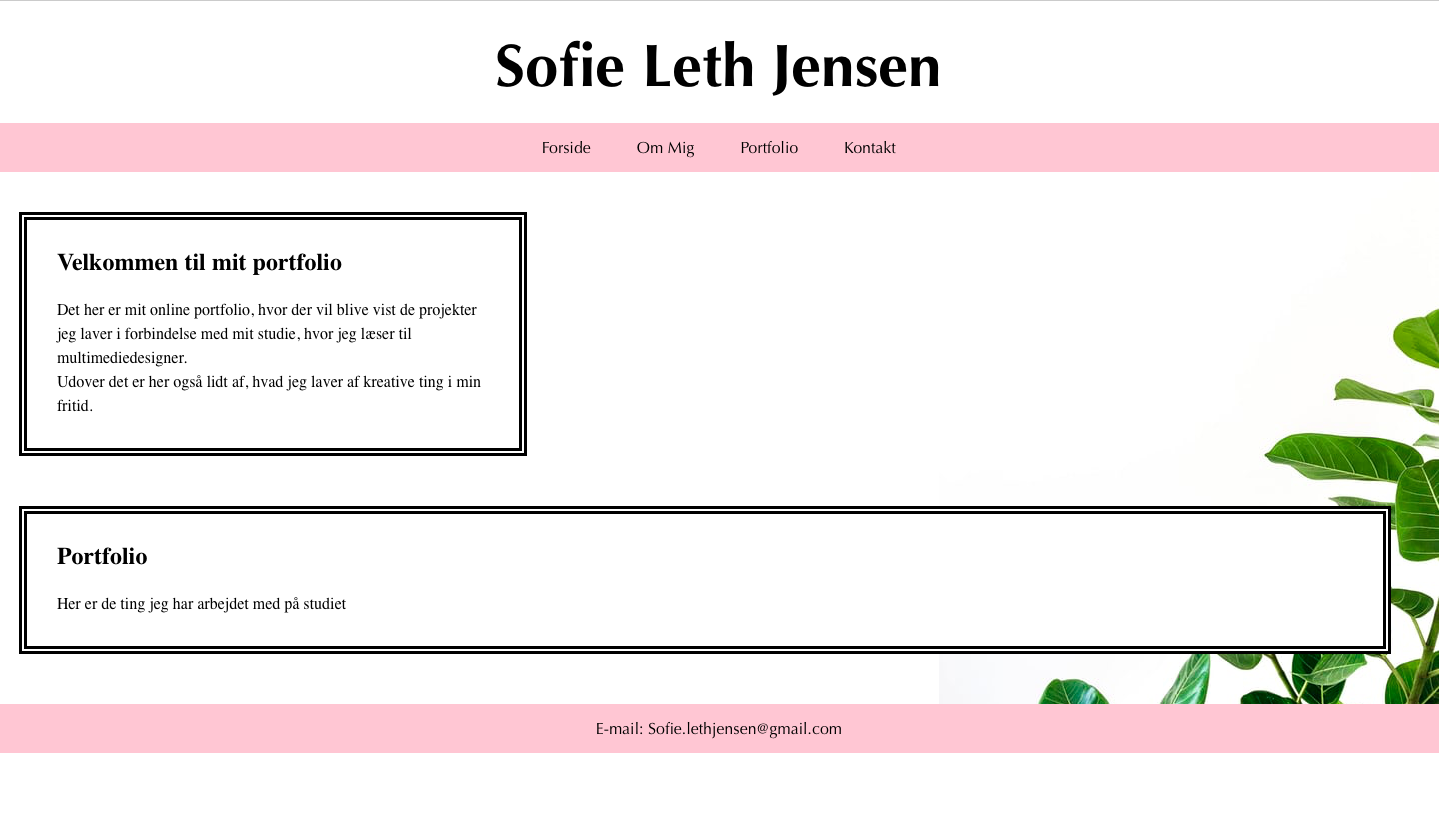 Sofie Leth Jensen
Forside Om Mig Portfolio Kontakt
Velkommen til mit portfolio
Det her er mit online portfolio, hvor der vil blive vist de projekter
jeg laver i forbindelse med mit studie, hvor jeg læser til
multimediedesigner.
Udover det er her også lidt af, hvad jeg laver af kreative ting i min
fritid.
Portfolio
Her er de ting jeg har arbejdet med på studiet
E-mail: Sofie.lethjensen@gmail.com